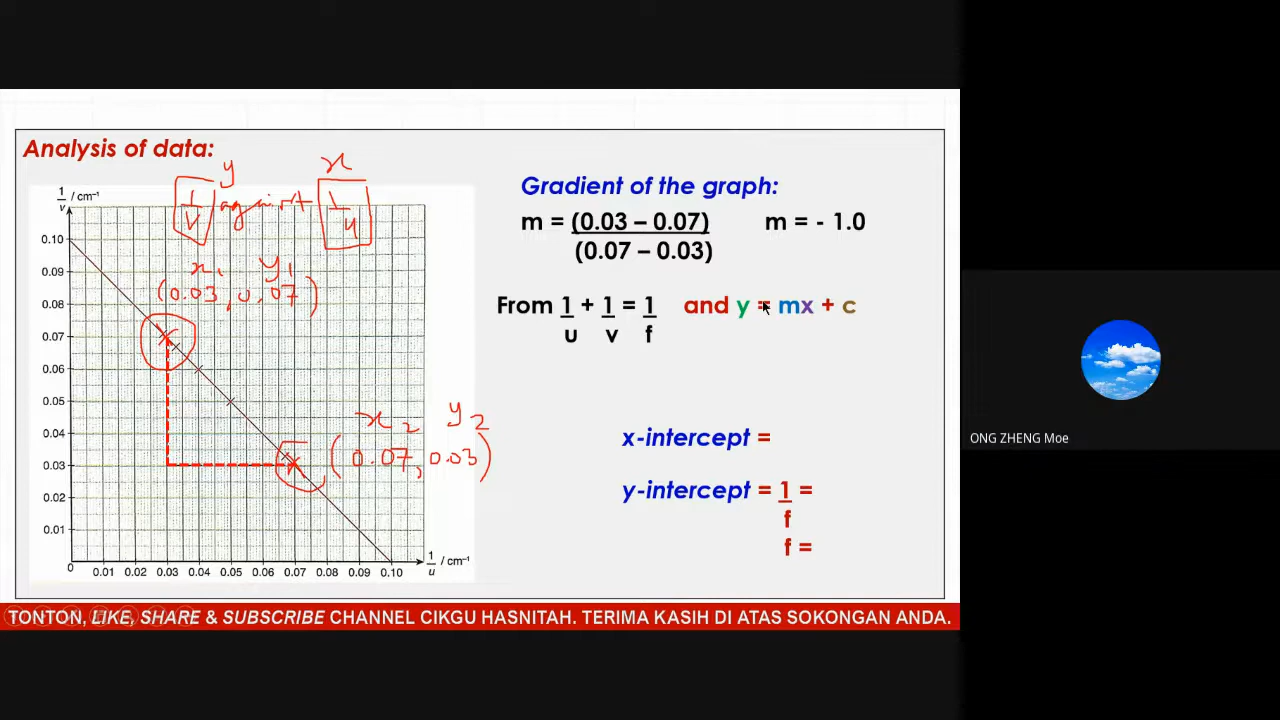 Analysis of data:
y x
1/v against 1/u
1/v / cm⁻¹
x₁ y₁
(0.03, 0.07)
x₂ y₂
(0.07, 0.03)
0.10
0.09
0.08
0.07
0.06
0.05
0.04
0.03
0.02
0.01
0 0.01 0.02 0.03 0.04 0.05 0.06 0.07 0.08 0.09 0.10
1/u / cm⁻¹
Gradient of the graph:
m = (0.03 – 0.07) m = - 1.0
(0.07 – 0.03)
From 1 + 1 = 1 and y = mx + c
u v f
x-intercept =
y-intercept = 1 =
f
f =
ONG ZHENG Moe
TONTON, LIKE, SHARE & SUBSCRIBE CHANNEL CIKGU HASNITAH. TERIMA KASIH DI ATAS SOKONGAN ANDA.